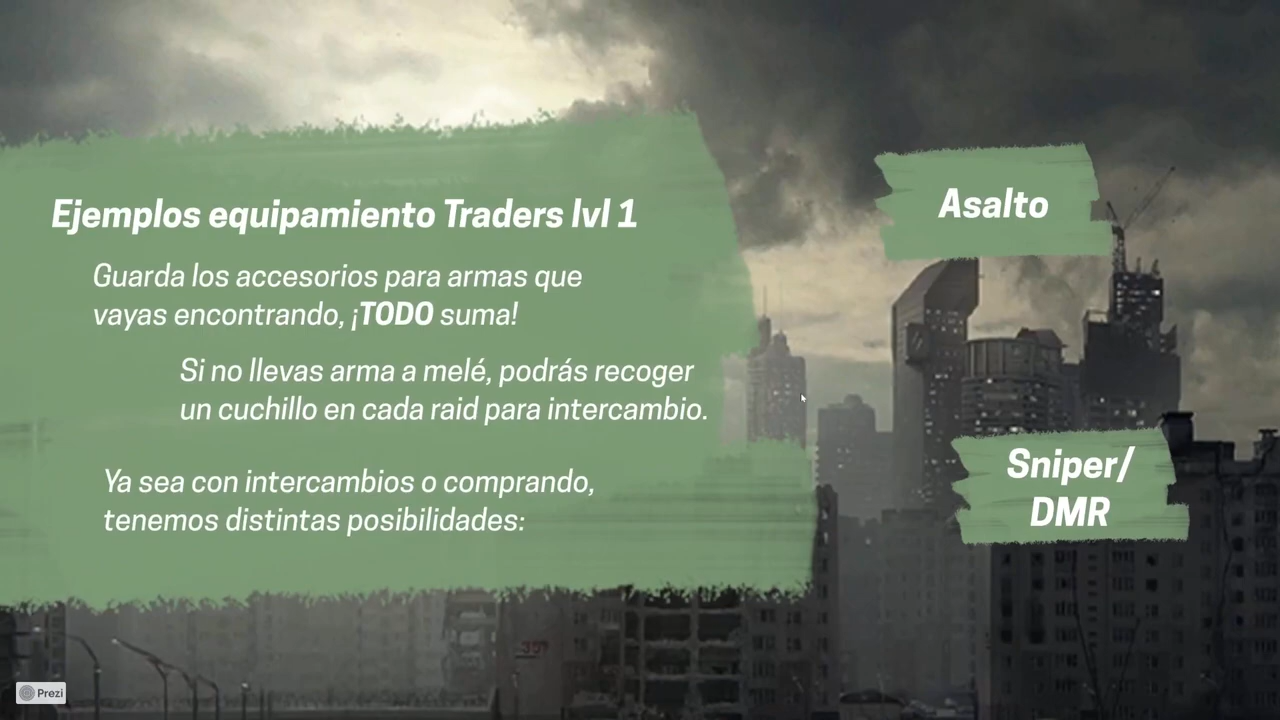 Ejemplos equipamiento Traders lvl 1
Guarda los accesorios para armas que
vayas encontrando, ¡TODO suma!
Si no llevas arma a melé, podrás recoger
un cuchillo en cada raid para intercambio.
Ya sea con intercambios o comprando,
tenemos distintas posibilidades:
Asalto
Sniper/
DMR
357
Prezi